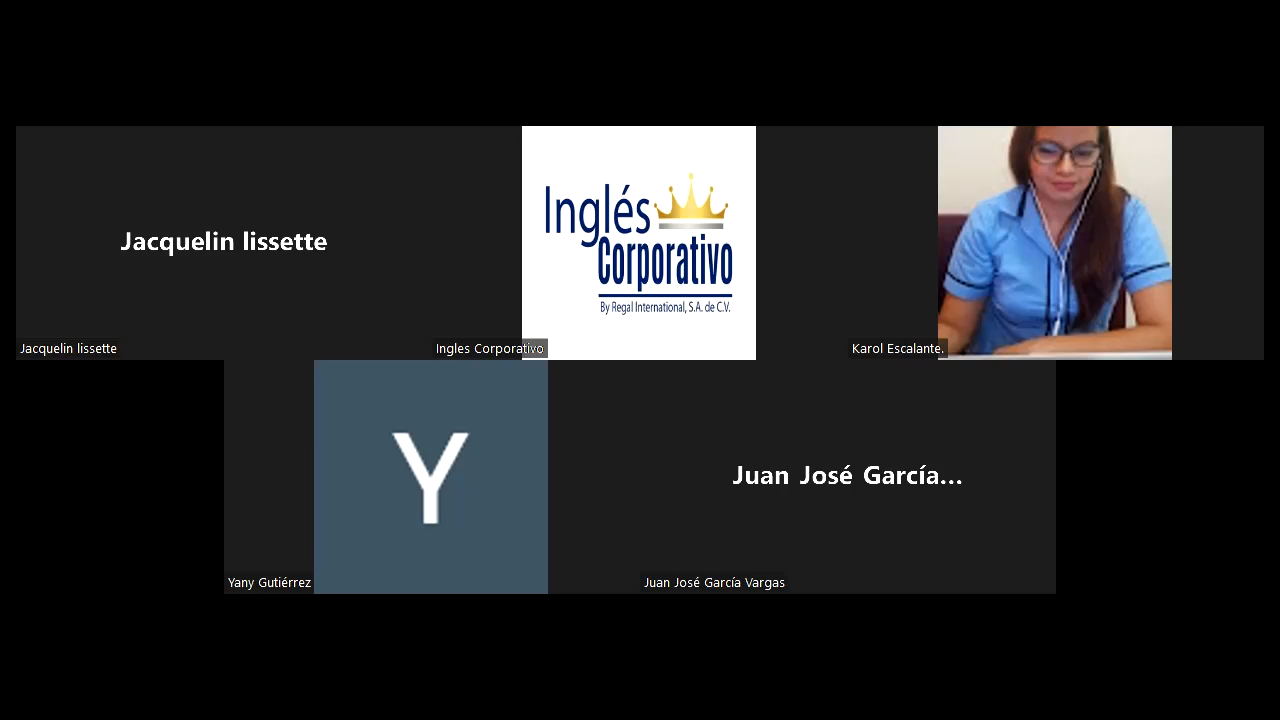 Jacquelin lissette
Jacquelin lissette
Inglés
Corporativo
By Regal International, S.A. de C.V.
Ingles Corporativo
Karol Escalante.
Y
Yany Gutiérrez
Juan José García...
Juan José García Vargas